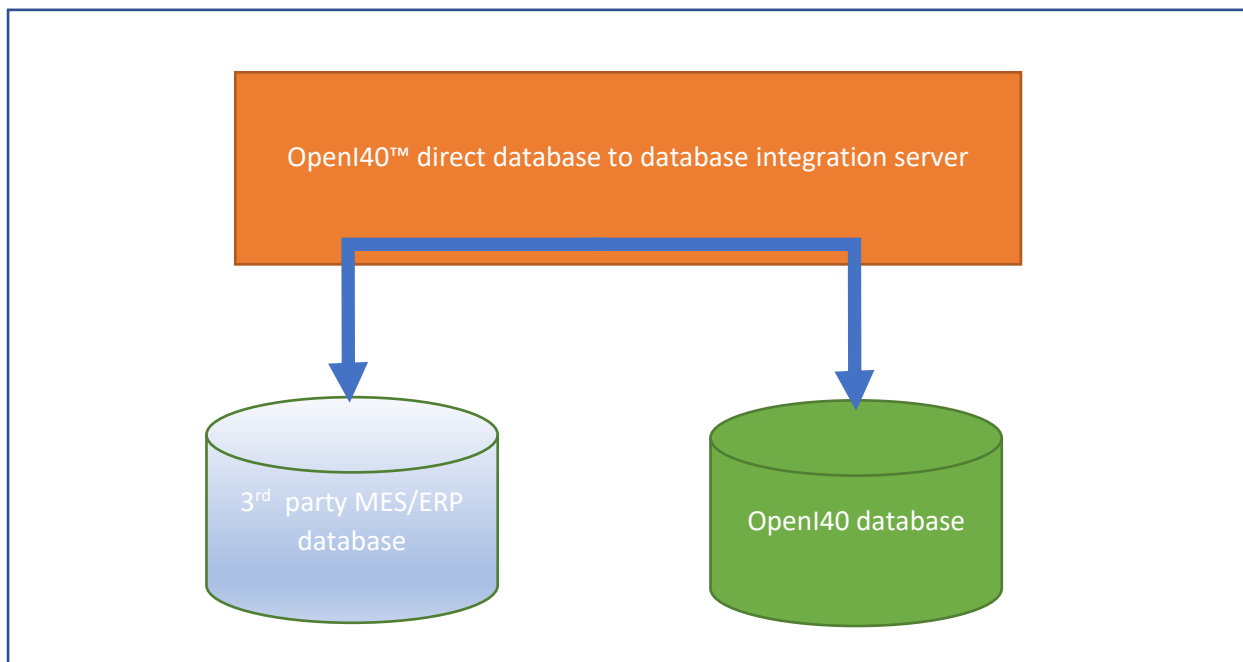 OpenI40™ direct database to database integration server
3rd party MES/ERP
database
OpenI40 database